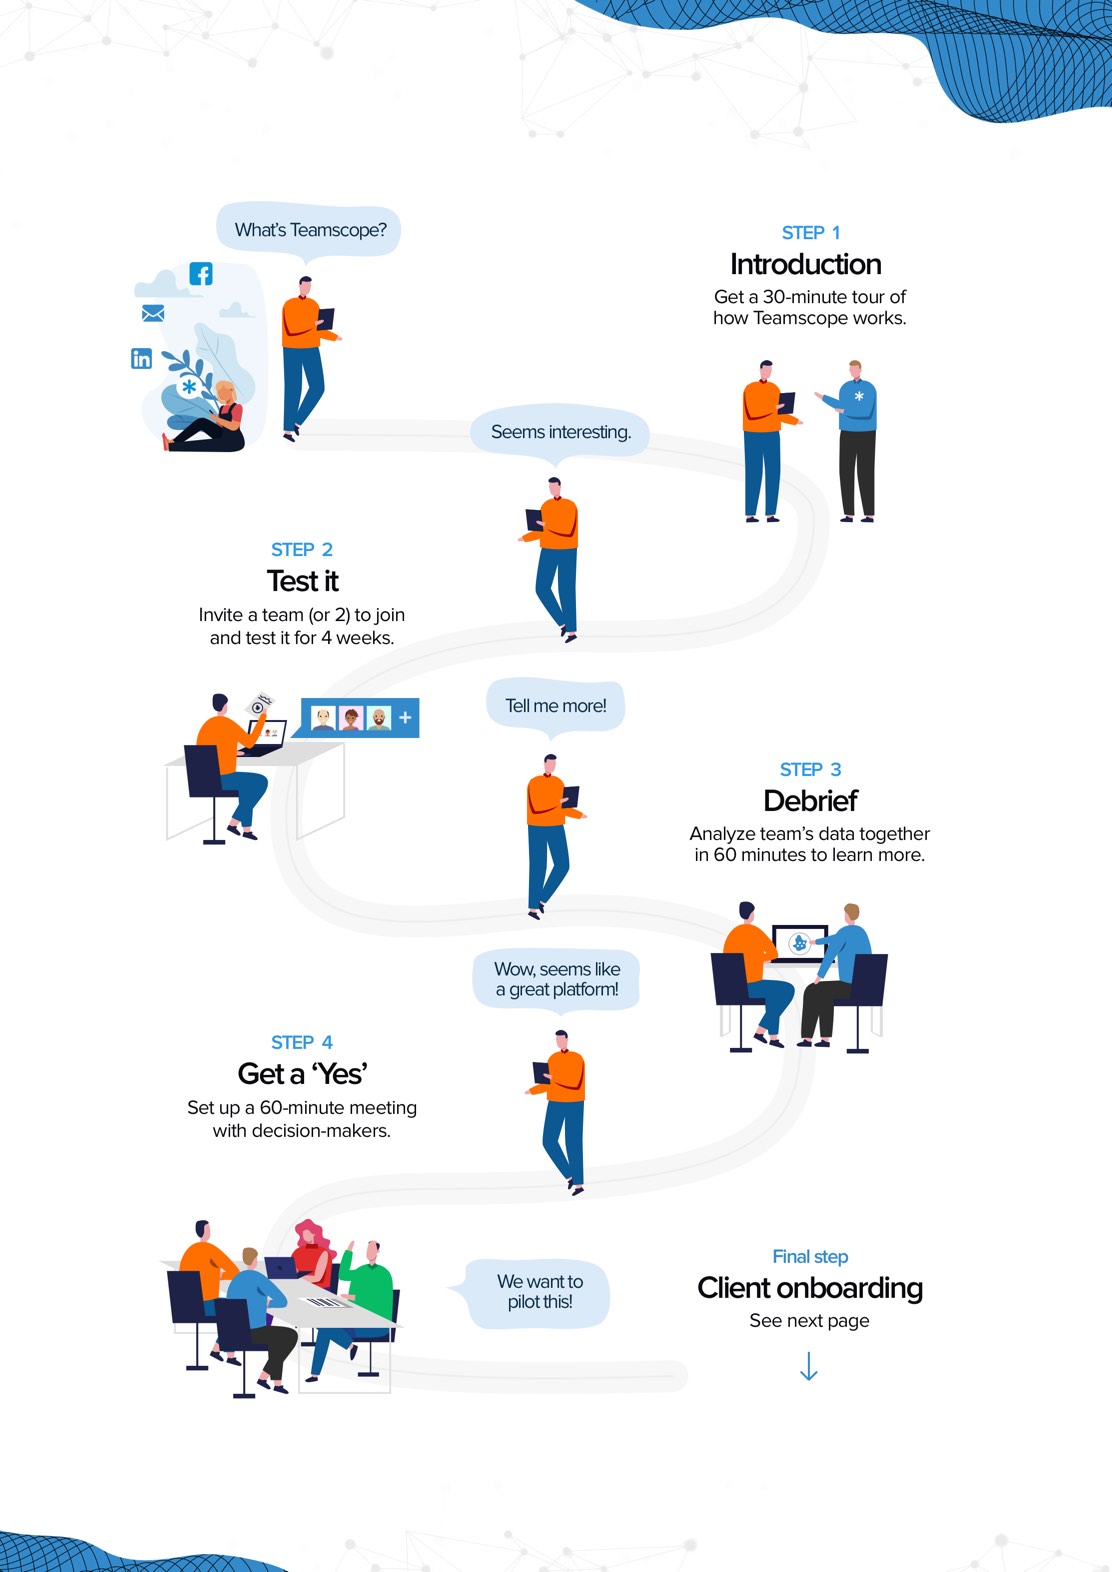 What's Teamscope?
STEP 1
Introduction
Get a 30-minute tour of
how Teamscope works.
in
Seems interesting.
STEP 2
Test it
Invite a team (or 2) to join
and test it for 4 weeks.
Tell me more!
STEP 3
Debrief
Analyze team's data together
in 60 minutes to learn more.
Wow, seems like
a great platform!
STEP 4
Get a ‘Yes’
Set up a 60-minute meeting
with decision-makers.
We want to
pilot this!
Final step
Client onboarding
See next page